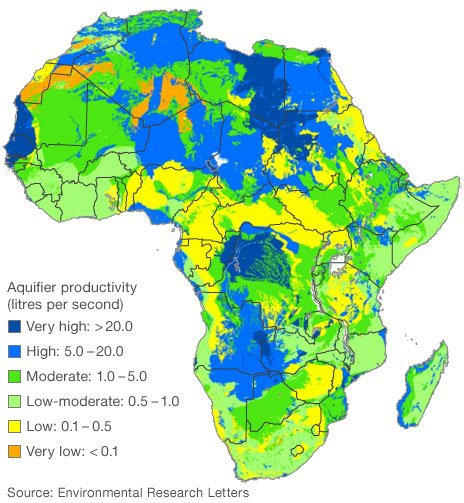 Aquifier productivity
(litres per second)
Very high: >20.0
High: 5.0–20.0
Moderate: 1.0–5.0
Low-moderate: 0.5–1.0
Low: 0.1–0.5
Very low: <0.1
Source: Environmental Research Letters